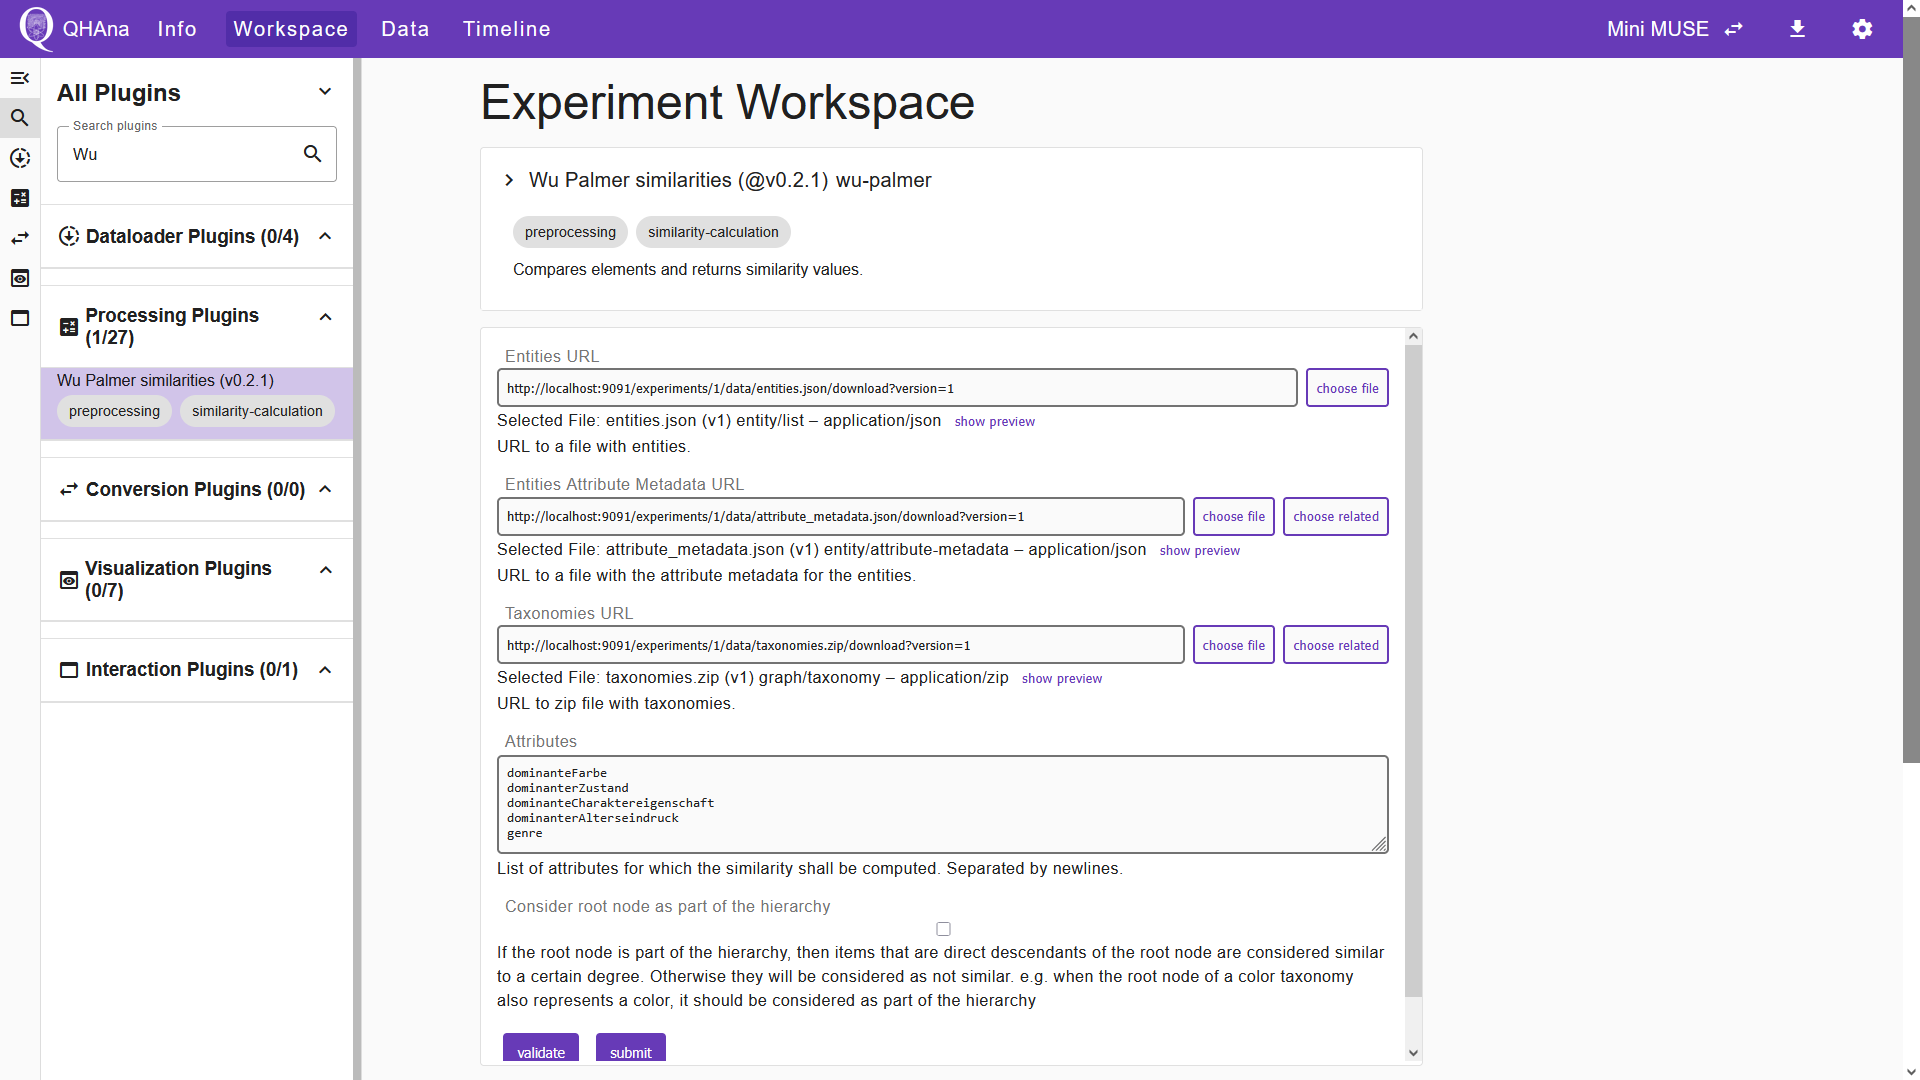 QHAna
Info
Workspace
Data
Timeline
Mini MUSE
All Plugins
Search plugins
Wu
Dataloader Plugins (0/4)
Processing Plugins
(1/27)
Wu Palmer similarities (v0.2.1)
preprocessing
similarity-calculation
Conversion Plugins (0/0)
Visualization Plugins
(0/7)
Interaction Plugins (0/1)
Experiment Workspace
Wu Palmer similarities (@v0.2.1) wu-palmer
preprocessing
similarity-calculation
Compares elements and returns similarity values.
Entities URL
http://localhost:9091/experiments/1/data/entities.json/download?version=1
choose file
Selected File: entities.json (v1) entity/list – application/json show preview
URL to a file with entities.
Entities Attribute Metadata URL
http://localhost:9091/experiments/1/data/attribute_metadata.json/download?version=1
choose file
choose related
Selected File: attribute_metadata.json (v1) entity/attribute-metadata – application/json show preview
URL to a file with the attribute metadata for the entities.
Taxonomies URL
http://localhost:9091/experiments/1/data/taxonomies.zip/download?version=1
choose file
choose related
Selected File: taxonomies.zip (v1) graph/taxonomy – application/zip show preview
URL to zip file with taxonomies.
Attributes
dominanteFarbe
dominanterZustand
dominanteCharaktereigenschaft
dominanterAlterseindruck
genre
List of attributes for which the similarity shall be computed. Separated by newlines.
Consider root node as part of the hierarchy
If the root node is part of the hierarchy, then items that are direct descendants of the root node are considered similar
to a certain degree. Otherwise they will be considered as not similar. e.g. when the root node of a color taxonomy
also represents a color, it should be considered as part of the hierarchy
validate
submit